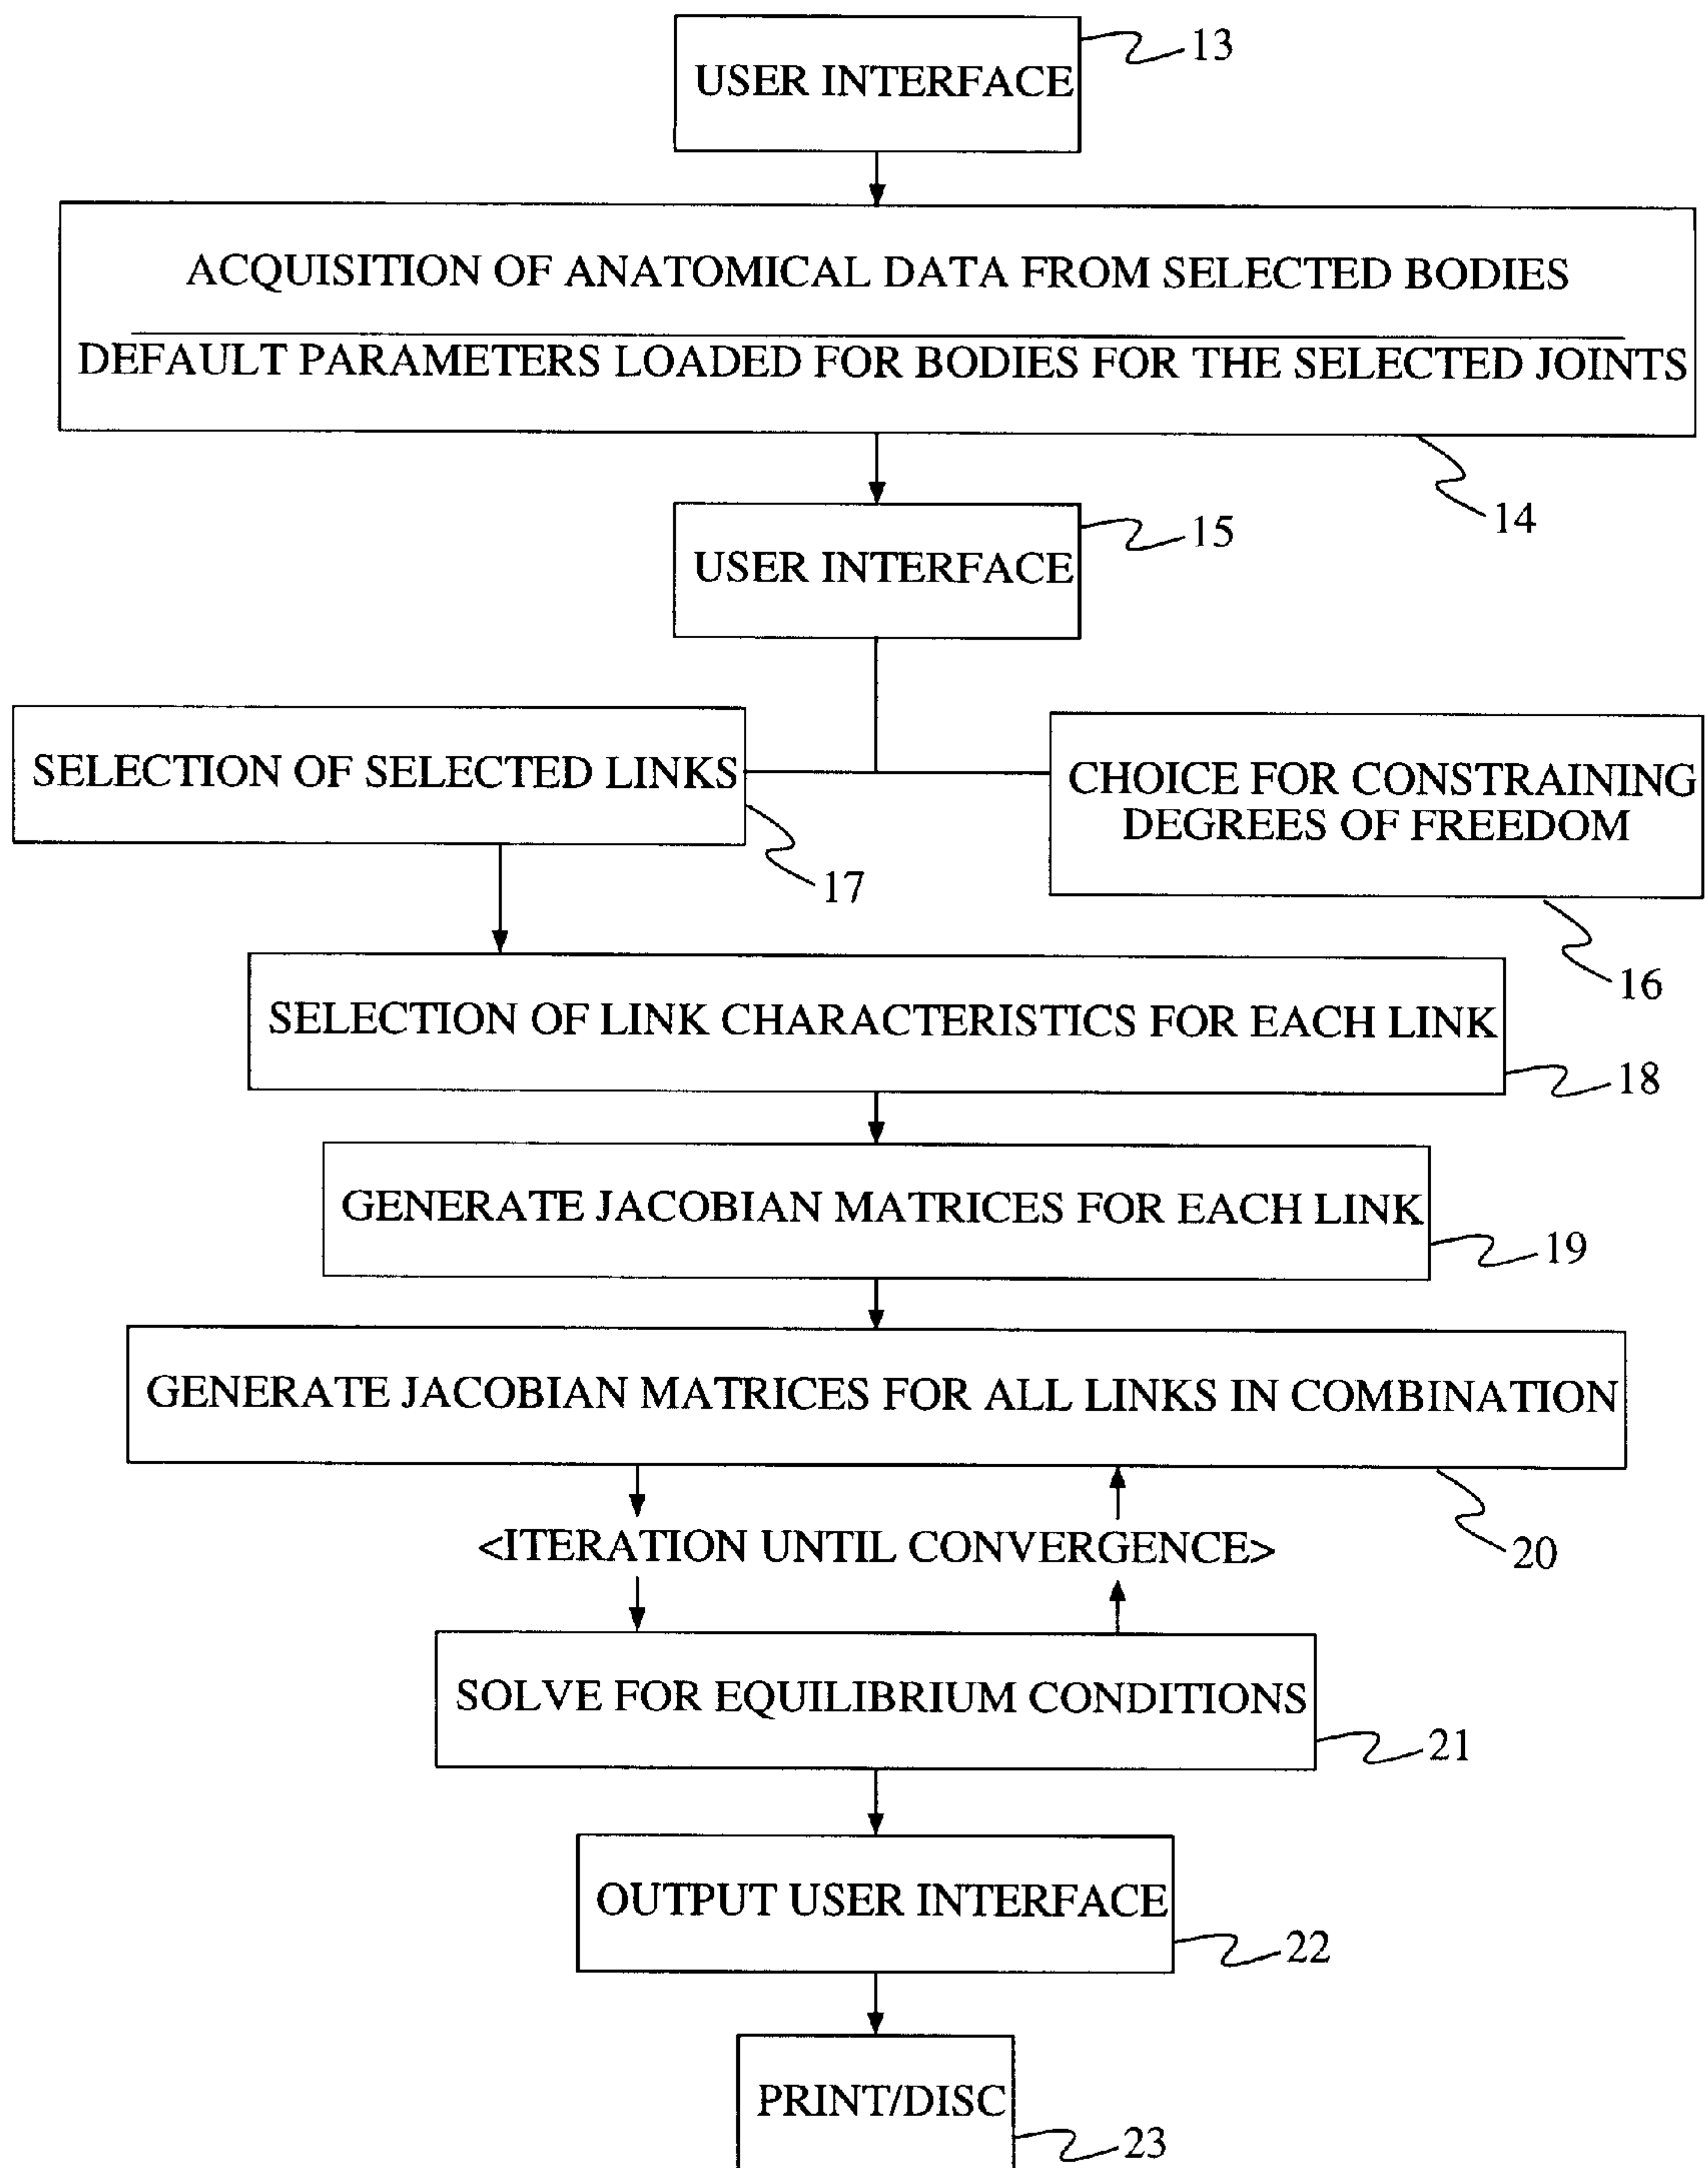 USER INTERFACE
13
ACQUISITION OF ANATOMICAL DATA FROM SELECTED BODIES
DEFAULT PARAMETERS LOADED FOR BODIES FOR THE SELECTED JOINTS
14
USER INTERFACE
15
SELECTION OF SELECTED LINKS
17
CHOICE FOR CONSTRAINING
DEGREES OF FREEDOM
16
SELECTION OF LINK CHARACTERISTICS FOR EACH LINK
18
GENERATE JACOBIAN MATRICES FOR EACH LINK
19
GENERATE JACOBIAN MATRICES FOR ALL LINKS IN COMBINATION
20
<ITERATION UNTIL CONVERGENCE>
SOLVE FOR EQUILIBRIUM CONDITIONS
21
OUTPUT USER INTERFACE
22
PRINT/DISC
23